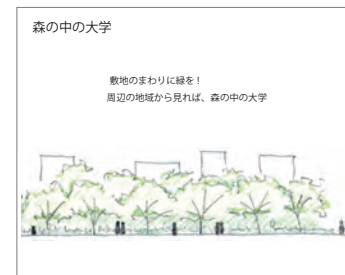 森の中の大学
敷地のまわりに緑を！
周辺の地域から見れば、森の中の大学